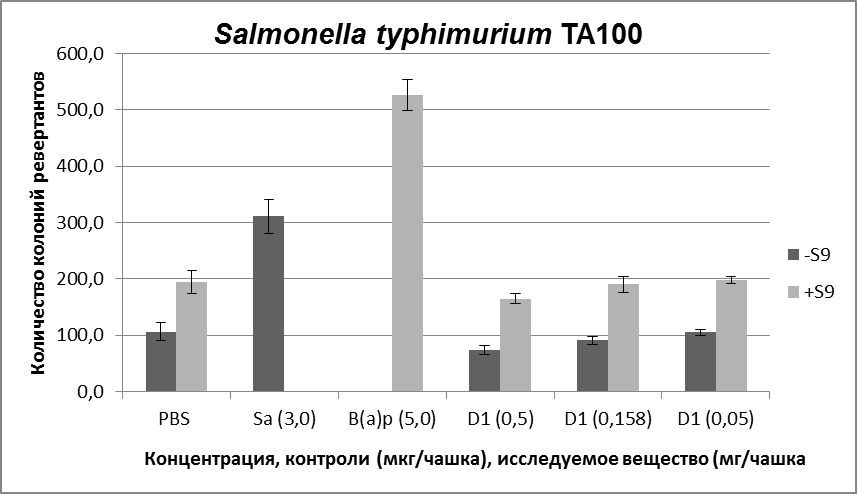 Salmonella typhimurium TA100
Количество колоний ревертантов
600,0
500,0
400,0
300,0
200,0
100,0
0,0
PBS Sa (3,0) B(a)p (5,0) D1 (0,5) D1 (0,158) D1 (0,05)
-S9
+S9
Концентрация, контроли (мкг/чашка), исследуемое вещество (мг/чашка